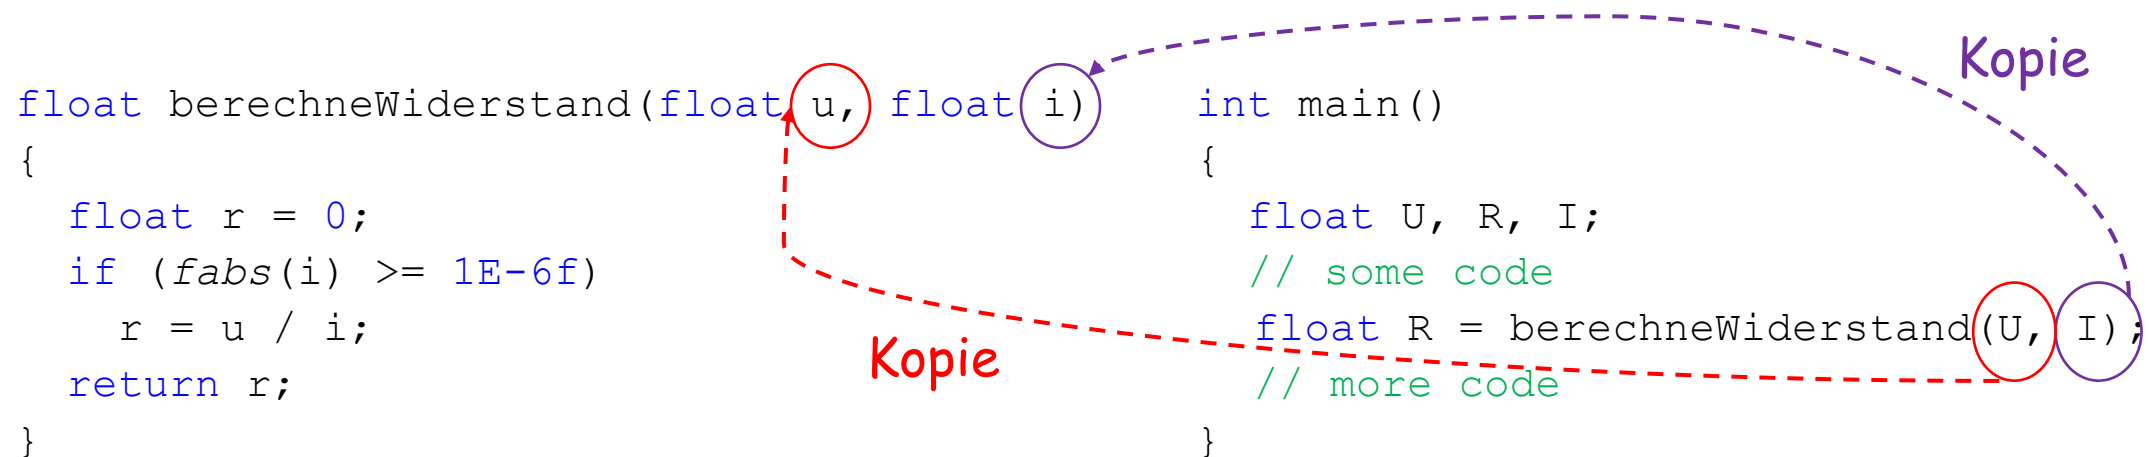 float berechneWiderstand(float u, float i)
{
  float r = 0;
  if (fabs(i) >= 1E-6f)
    r = u / i;
  return r;
}
Kopie
Kopie
int main()
{
  float U, R, I;
  // some code
  float R = berechneWiderstand(U, I);
  // more code
}